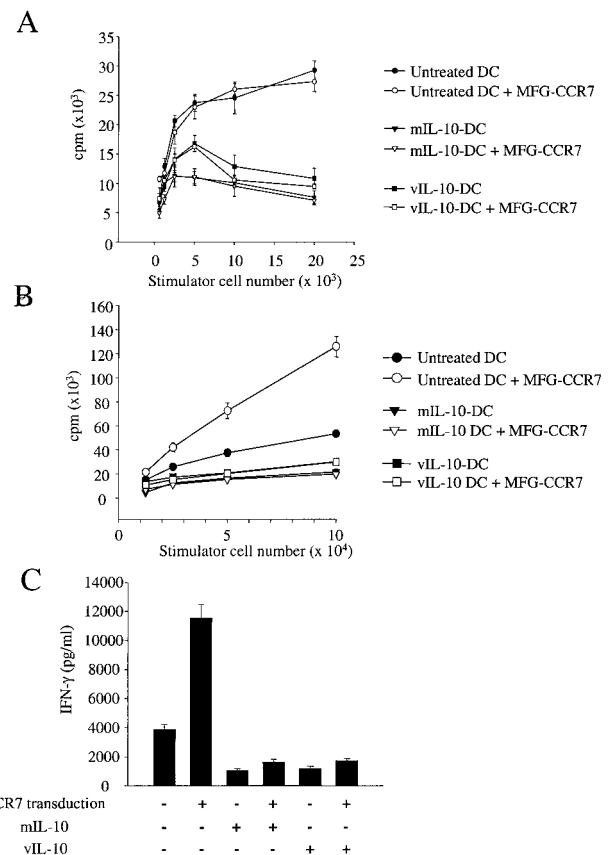 A
35
30
25
20
15
10
5
0
cpm (x10³)
0 5 10 15 20
Stimulator cell number (x 10³)
Untreated DC
Untreated DC + MFG-CCR7
mIL-10-DC
mIL-10-DC + MFG-CCR7
vIL-10-DC
vIL-10-DC + MFG-CCR7
B
160
140
120
100
80
60
40
20
0
cpm (x10³)
0 5 10
Stimulator cell number (x 10⁴)
Untreated DC
Untreated DC + MFG-CCR7
mIL-10-DC
mIL-10 DC + MFG-CCR7
vIL-10-DC
vIL-10 DC + MFG-CCR7
C
14000
12000
10000
8000
6000
4000
2000
0
IFN-γ (pg/ml)
CR7 transduction - + - + - +
mIL-10 - - + + - -
vIL-10 - - - - + +